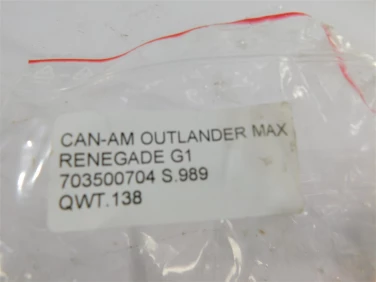 CAN-AM OUTLANDER MAX
RENEGADE G1
703500704 S.989
QWT.138